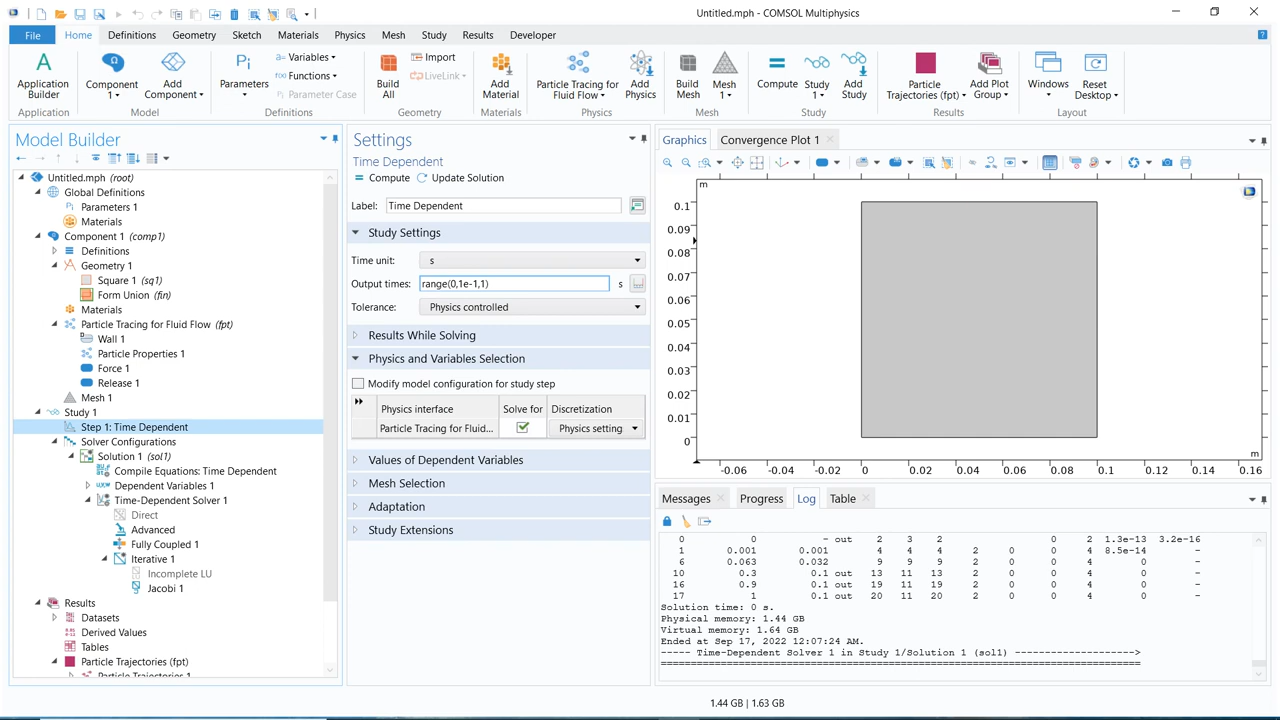 Untitled.mph - COMSOL Multiphysics
File Home Definitions Geometry Sketch Materials Physics Mesh Study Results Developer
Application Builder
Component 1
Add Component
Pi
Parameters
a= Variables
f(x) Functions
Parameter Case
Build All
Import
LiveLink
Add Material
Particle Tracing for Fluid Flow
Add Physics
Build Mesh
Mesh 1
Compute
Study 1
Add Study
Particle Trajectories (fpt)
Add Plot Group
Windows
Reset Desktop
Application Model Definitions Geometry Materials Physics Mesh Study Results Layout
Model Builder
Untitled.mph (root)
Global Definitions
Parameters 1
Materials
Component 1 (comp1)
Definitions
Geometry 1
Square 1 (sq1)
Form Union (fin)
Materials
Particle Tracing for Fluid Flow (fpt)
Wall 1
Particle Properties 1
Force 1
Release 1
Mesh 1
Study 1
Step 1: Time Dependent
Solver Configurations
Solution 1 (sol1)
Compile Equations: Time Dependent
Dependent Variables 1
Time-Dependent Solver 1
Direct
Advanced
Fully Coupled 1
Iterative 1
Incomplete LU
Jacobi 1
Results
Datasets
Derived Values
Tables
Particle Trajectories (fpt)
Particle Trajectories 1
Settings
Time Dependent
= Compute Update Solution
Label: Time Dependent
Study Settings
Time unit: s
Output times: range(0,1e-1,1) s
Tolerance: Physics controlled
Results While Solving
Physics and Variables Selection
Modify model configuration for study step
Physics interface Solve for Discretization
Particle Tracing for Fluid... Physics setting
Values of Dependent Variables
Mesh Selection
Adaptation
Study Extensions
Graphics Convergence Plot 1
m
0.1
0.09
0.08
0.07
0.06
0.05
0.04
0.03
0.02
0.01
0
m
-0.06 -0.04 -0.02 0 0.02 0.04 0.06 0.08 0.1 0.12 0.14 0.16
Messages Progress Log Table
0 0 - out 2 3 2 0 2 1.3e-13 3.2e-16
1 0.001 0.001 4 4 4 2 0 0 4 8.5e-14 -
6 0.063 0.032 9 9 9 2 0 0 4 0 -
10 0.3 0.1 out 13 11 13 2 0 0 4 0 -
16 0.9 0.1 out 19 11 19 2 0 0 4 0 -
17 1 0.1 out 20 11 20 2 0 0 4 0 -
Solution time: 0 s.
Physical memory: 1.44 GB
Virtual memory: 1.64 GB
Ended at Sep 17, 2022 12:07:24 AM.
----- Time-Dependent Solver 1 in Study 1/Solution 1 (sol1) -------------------->
================================================================================
1.44 GB | 1.63 GB